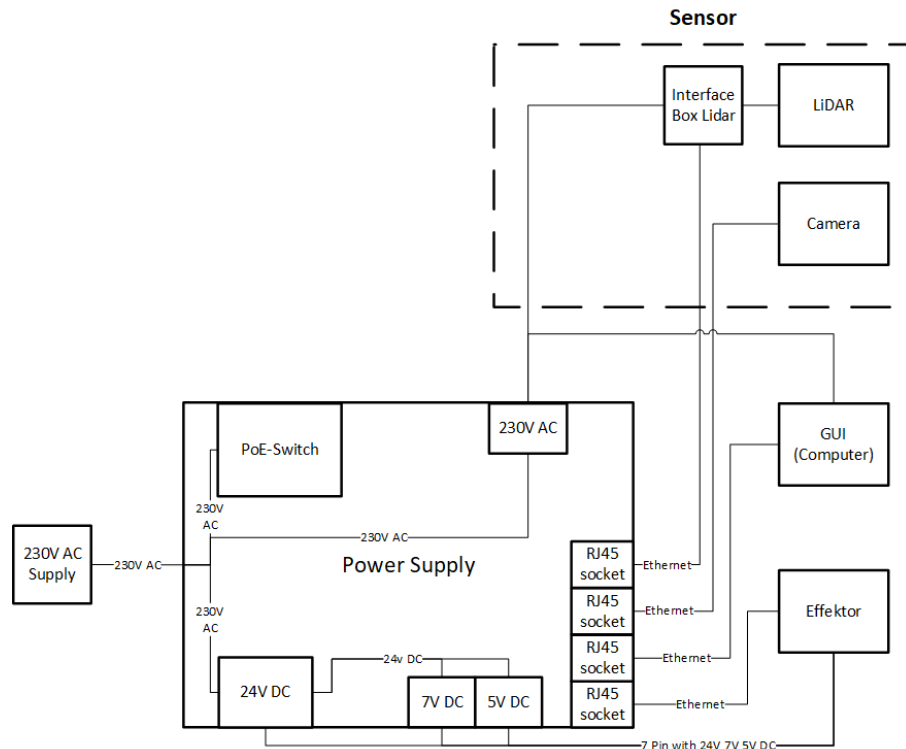 Sensor
Interface
Box Lidar
LiDAR
Camera
230V AC
PoE-Switch
GUI
(Computer)
230V
AC
230V AC
Supply
230V AC
230V AC
Power Supply
RJ45
socket
Ethernet
RJ45
socket
Ethernet
Effektor
230V
AC
RJ45
socket
Ethernet
24v DC
24V DC
7V DC
5V DC
RJ45
socket
Ethernet
7 Pin with 24V 7V 5V DC